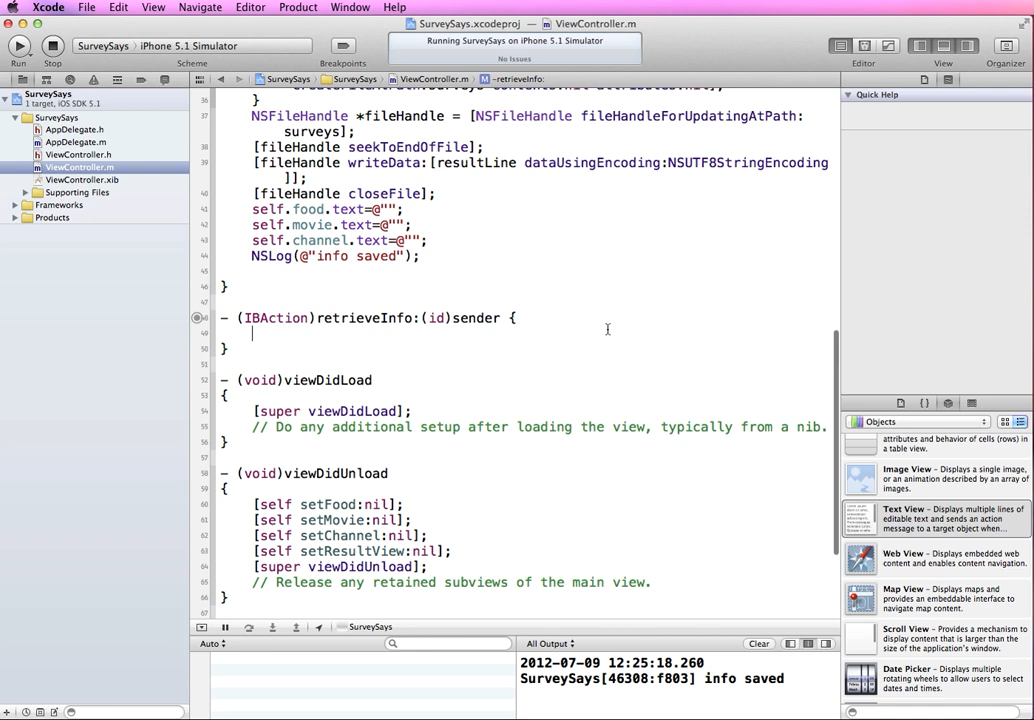 Xcode File Edit View Navigate Editor Product Window Help
SurveySays.xcodeproj — ViewController.m
SurveySays iPhone 5.1 Simulator
Running SurveySays on iPhone 5.1 Simulator
No Issues
Run Stop Scheme Breakpoints Editor View Organizer
SurveySays SurveySays ViewController.m M -retrieveInfo:
SurveySays
1 target, iOS SDK 5.1
SurveySays
h AppDelegate.h
m AppDelegate.m
h ViewController.h
m ViewController.m
ViewController.xib
Supporting Files
Frameworks
Products
36 }
37 NSFileHandle *fileHandle = [NSFileHandle fileHandleForUpdatingAtPath:
surveys];
38 [fileHandle seekToEndOfFile];
39 [fileHandle writeData:[resultLine dataUsingEncoding:NSUTF8StringEncoding
]];
40 [fileHandle closeFile];
41 self.food.text=@"";
42 self.movie.text=@"";
43 self.channel.text=@"";
44 NSLog(@"info saved");
45
46 }
47
– (IBAction)retrieveInfo:(id)sender {
49
50 }
51
52 – (void)viewDidLoad
53 {
54 [super viewDidLoad];
55 // Do any additional setup after loading the view, typically from a nib.
56 }
57
58 – (void)viewDidUnload
59 {
60 [self setFood:nil];
61 [self setMovie:nil];
62 [self setChannel:nil];
63 [self setResultView:nil];
64 [super viewDidUnload];
65 // Release any retained subviews of the main view.
66 }
67
Quick Help
Objects
attributes and behavior of cells (rows) in
a table view.
Image View – Displays a single image,
or an animation described by an array of
images.
Text View – Displays multiple lines of
editable text and sends an action
message to a target object when...
Web View – Displays embedded web
content and enables content navigation.
Map View – Displays maps and
provides an embeddable interface to
navigate map content.
Scroll View – Provides a mechanism to
display content that is larger than the
size of the application's window.
Date Picker – Displays multiple
rotating wheels to allow users to select
dates and times.
SurveySays
Auto
All Output
Clear
2012-07-09 12:25:18.260
SurveySays[46308:f803] info saved